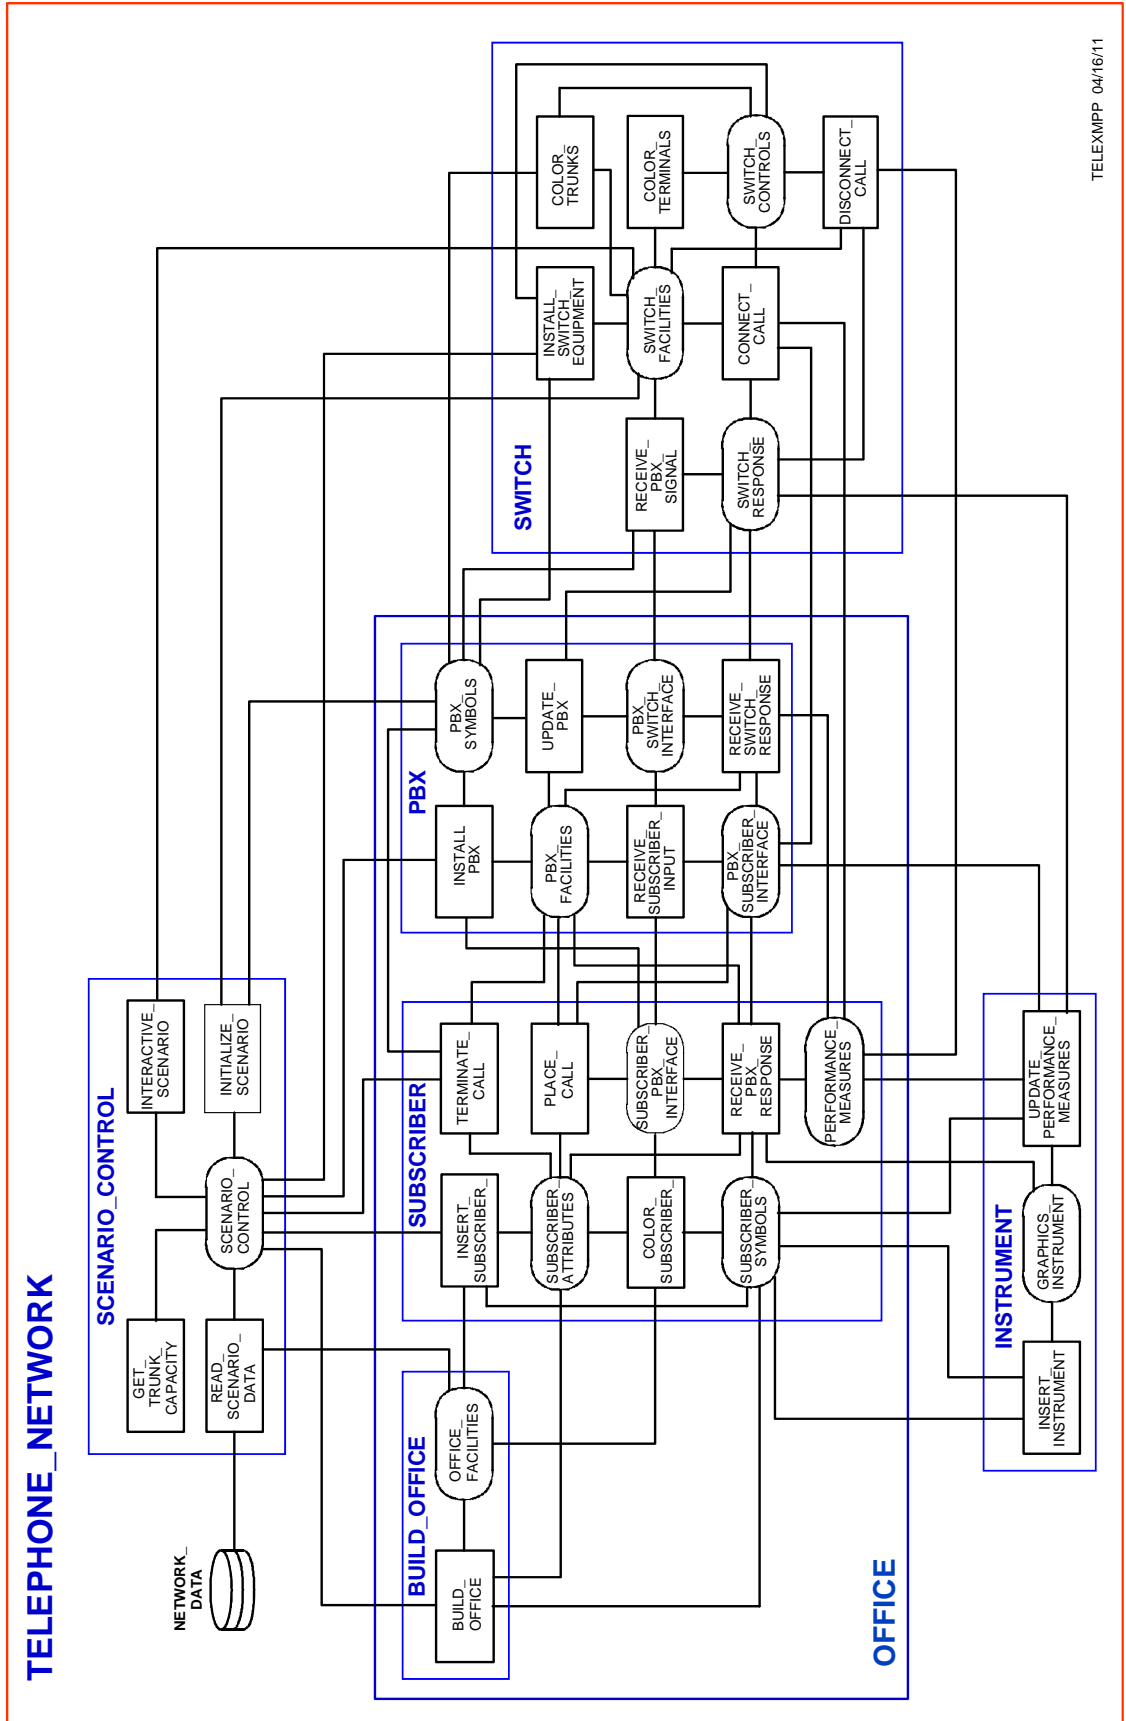 TELEPHONE_NETWORK
NETWORK_
DATA
SCENARIO_CONTROL
GET_
TRUNK_
CAPACITY
READ_
SCENARIO_
DATA
SCENARIO_
CONTROL
INTERACTIVE_
SCENARIO
INITIALIZE_
SCENARIO
OFFICE
BUILD_OFFICE
BUILD_
OFFICE
OFFICE_
FACILITIES
SUBSCRIBER
INSERT_
SUBSCRIBER_
SUBSCRIBER_
ATTRIBUTES
COLOR_
SUBSCRIBER_
SUBSCRIBER_
SYMBOLS
TERMINATE_
CALL
PLACE_
CALL
SUBSCRIBER_
PBX_
INTERFACE
RECEIVE_
PBX_
RESPONSE
PERFORMANCE_
MEASURES
PBX
INSTALL_
PBX
PBX_
FACILITIES
RECEIVE_
SUBSCRIBER_
INPUT
PBX_
SUBSCRIBER_
INTERFACE
PBX_
SYMBOLS
UPDATE_
PBX
PBX_
SWITCH_
INTERFACE
RECEIVE_
SWITCH_
RESPONSE
SWITCH
RECEIVE_
PBX_
SIGNAL
SWITCH_
RESPONSE
INSTALL_
SWITCH_
EQUIPMENT
SWITCH_
FACILITIES
CONNECT_
CALL
COLOR_
TRUNKS
COLOR_
TERMINALS
SWITCH_
CONTROLS
DISCONNECT_
CALL
INSTRUMENT
INSERT_
INSTRUMENT
GRAPHICS_
INSTRUMENT
UPDATE_
PERFORMANCE_
MEASURES
TELEXMPP 04/16/11